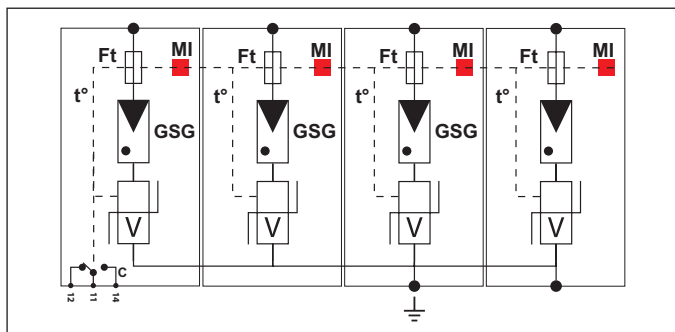 Ft MI Ft MI Ft MI Ft MI
t° t° t° t°
GSG GSG GSG
V V V V
C
12 11 14